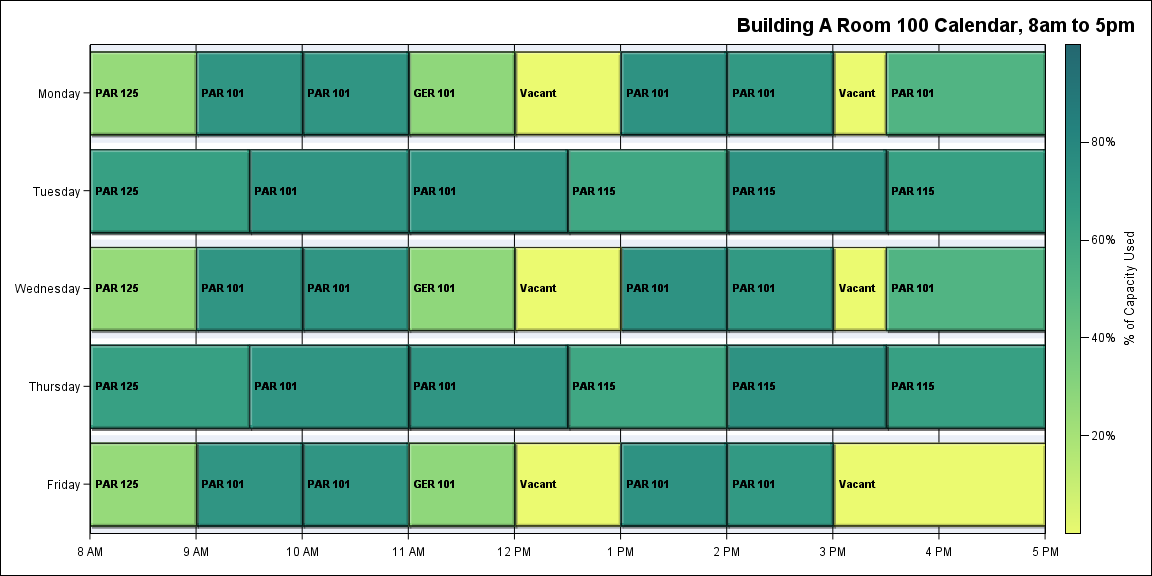 Building A Room 100 Calendar, 8am to 5pm
Monday
PAR 125
PAR 101
PAR 101
GER 101
Vacant
PAR 101
PAR 101
Vacant
PAR 101
Tuesday
PAR 125
PAR 101
PAR 101
PAR 115
PAR 115
PAR 115
Wednesday
PAR 125
PAR 101
PAR 101
GER 101
Vacant
PAR 101
PAR 101
Vacant
PAR 101
Thursday
PAR 125
PAR 101
PAR 101
PAR 115
PAR 115
PAR 115
Friday
PAR 125
PAR 101
PAR 101
GER 101
Vacant
PAR 101
PAR 101
Vacant
8 AM
9 AM
10 AM
11 AM
12 PM
1 PM
2 PM
3 PM
4 PM
5 PM
80%
60%
40%
20%
% of Capacity Used